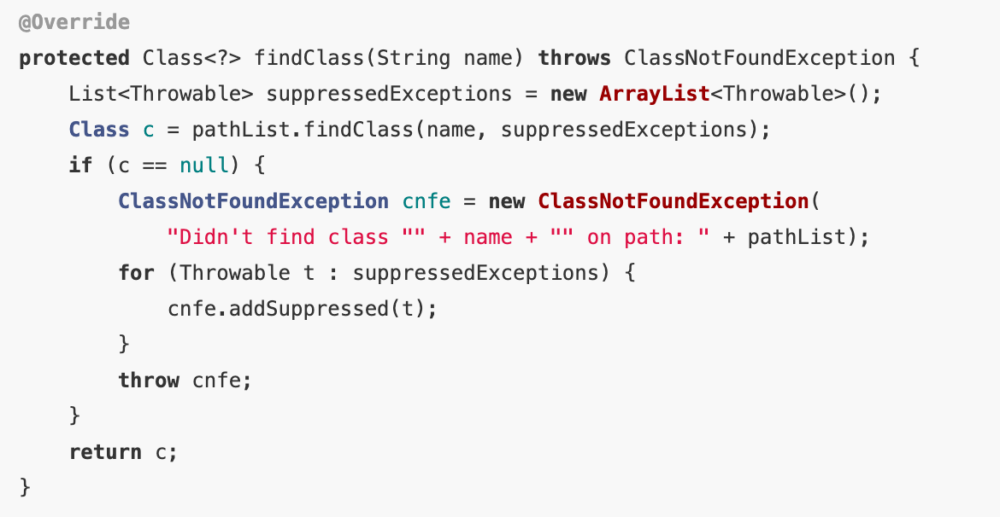 @Override
protected Class<?> findClass(String name) throws ClassNotFoundException {
    List<Throwable> suppressedExceptions = new ArrayList<Throwable>();
    Class c = pathList.findClass(name, suppressedExceptions);
    if (c == null) {
        ClassNotFoundException cnfe = new ClassNotFoundException(
            "Didn't find class "" + name + "" on path: " + pathList);
        for (Throwable t : suppressedExceptions) {
            cnfe.addSuppressed(t);
        }
        throw cnfe;
    }
    return c;
}